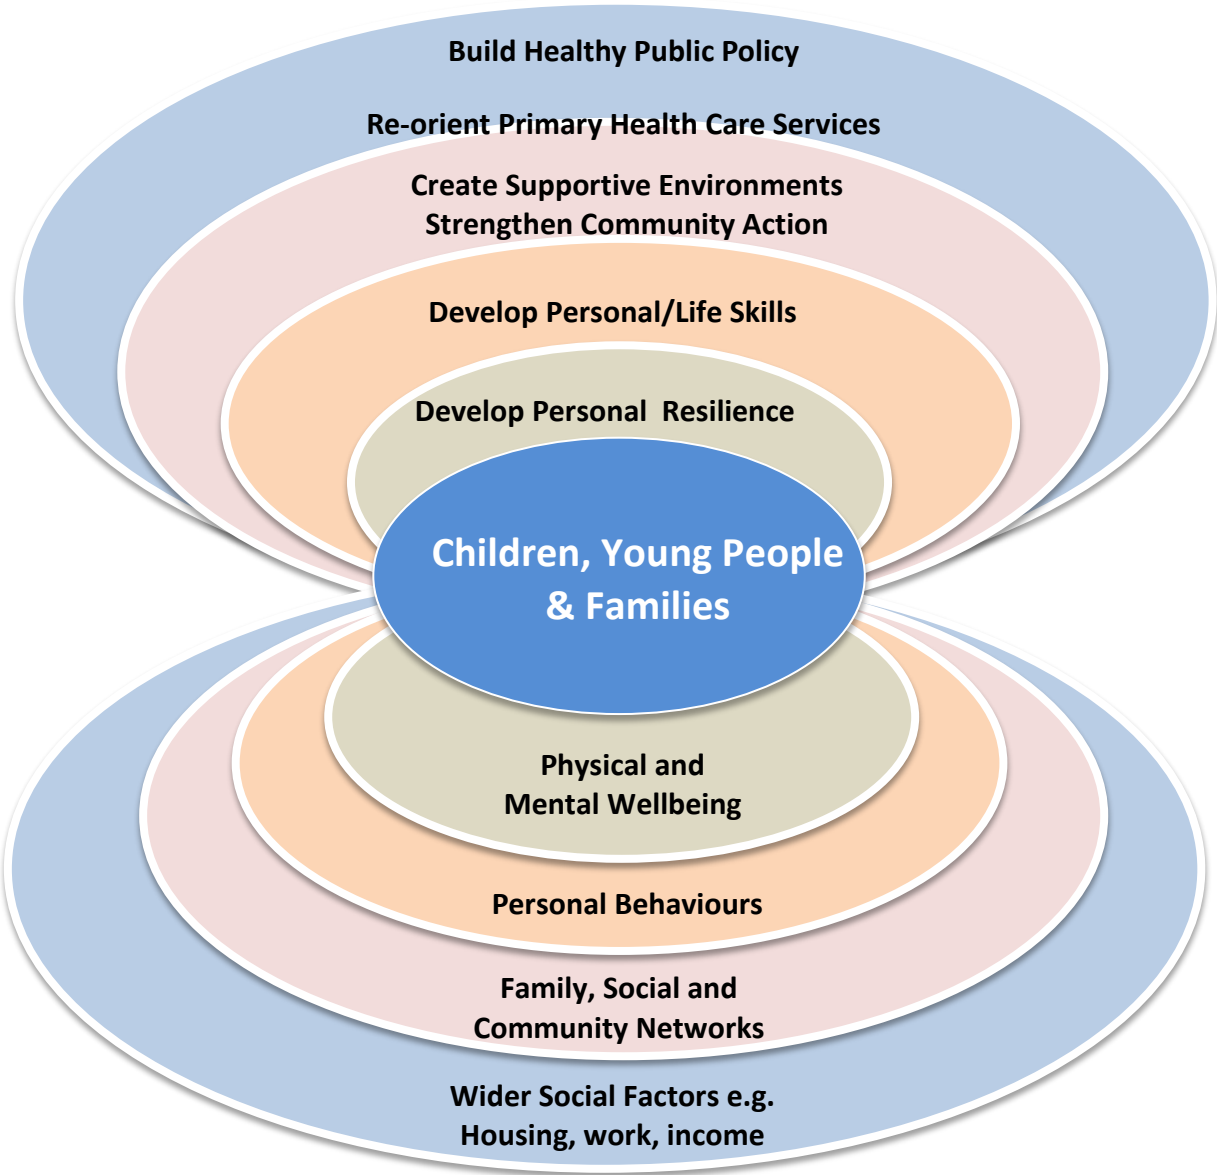 Build Healthy Public Policy
Re-orient Primary Health Care Services
Create Supportive Environments
Strengthen Community Action
Develop Personal/Life Skills
Develop Personal  Resilience
Children, Young People
& Families
Physical and
Mental Wellbeing
Personal Behaviours
Family, Social and
Community Networks
Wider Social Factors e.g.
Housing, work, income